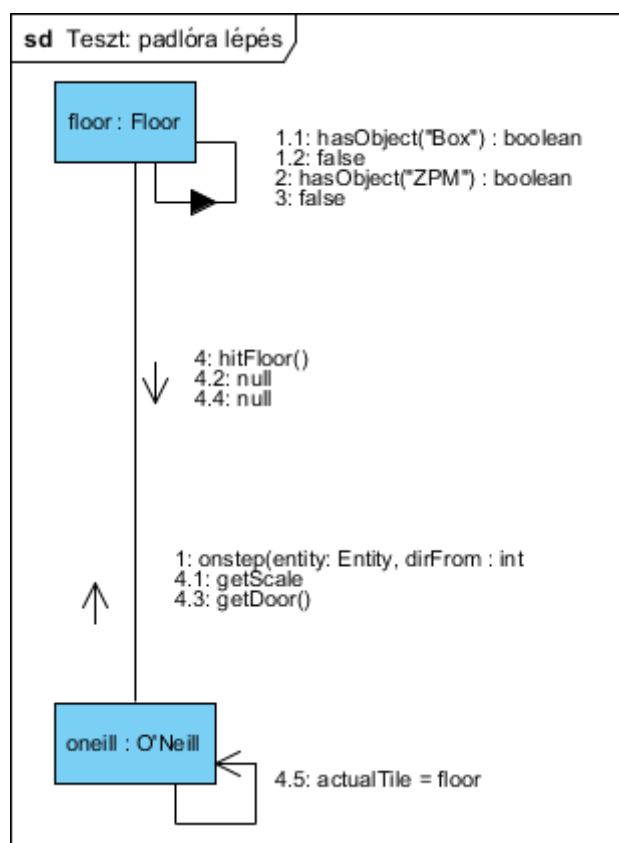 sd Teszt: padlóra lépés
floor : Floor
1.1: hasObject("Box") : boolean
1.2: false
2: hasObject("ZPM") : boolean
3: false
4: hitFloor()
4.2: null
4.4: null
1: onstep(entity: Entity, dirFrom : int
4.1: getScale
4.3: getDoor()
oneill : O'Neill
4.5: actualTile = floor